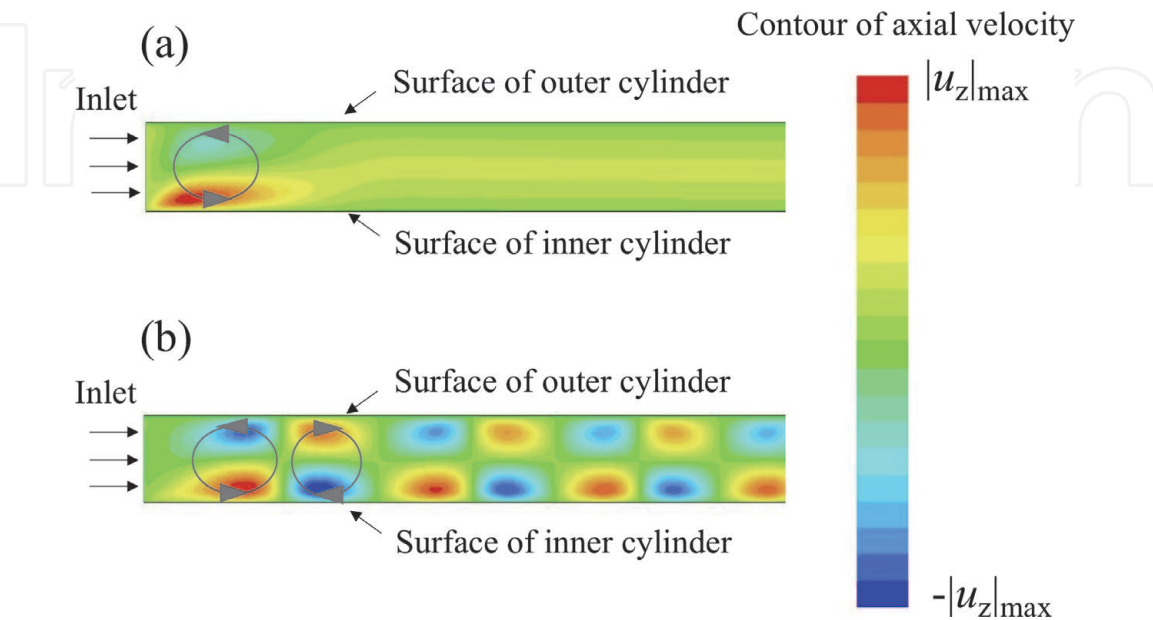 Contour of axial velocity
(a)
Surface of outer cylinder
|u_z|_max
Inlet
Surface of inner cylinder
(b)
Surface of outer cylinder
Inlet
Surface of inner cylinder
-|u_z|_max